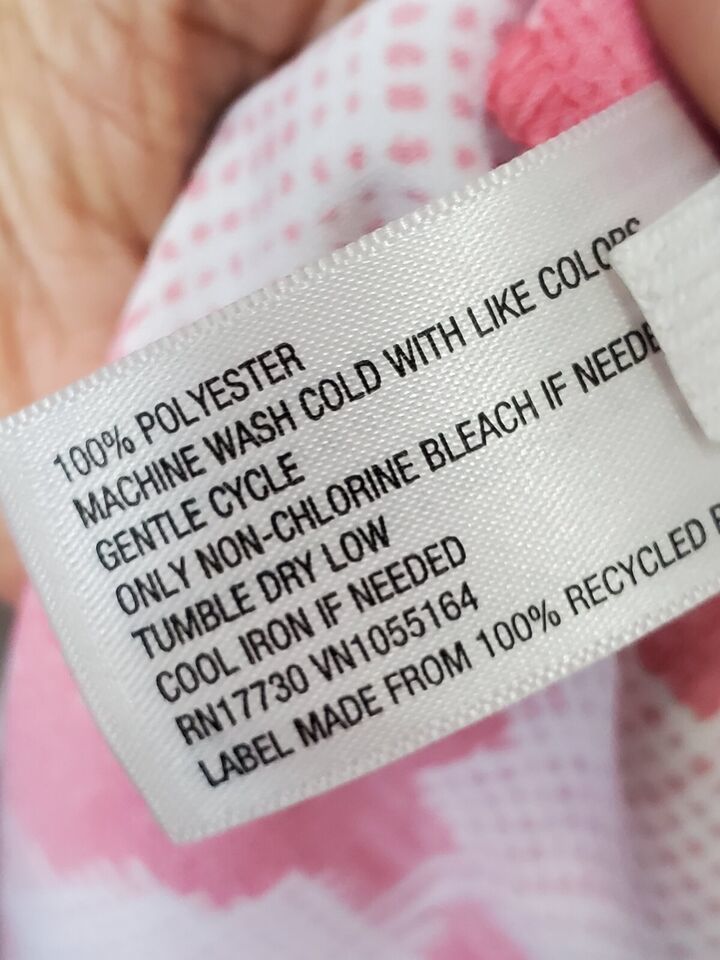 100% POLYESTER
MACHINE WASH COLD WITH LIKE COLORS
GENTLE CYCLE
ONLY NON-CHLORINE BLEACH IF NEEDE
TUMBLE DRY LOW
COOL IRON IF NEEDED
RN17730 VN1055164
LABEL MADE FROM 100% RECYCLED